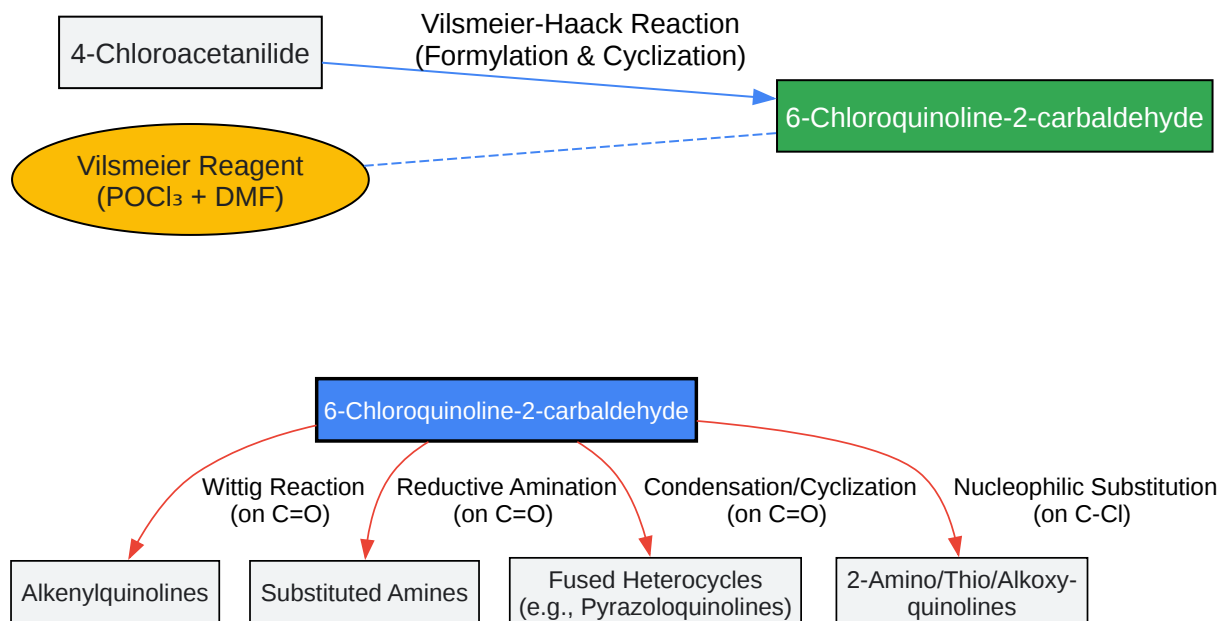 4-Chloroacetanilide
Vilsmeier-Haack Reaction
(Formylation & Cyclization)
6-Chloroquinoline-2-carbaldehyde
Vilsmeier Reagent
(POCl₃ + DMF)
6-Chloroquinoline-2-carbaldehyde
Wittig Reaction
(on C=O)
Reductive Amination
(on C=O)
Condensation/Cyclization
(on C=O)
Nucleophilic Substitution
(on C-Cl)
Alkenylquinolines
Substituted Amines
Fused Heterocycles
(e.g., Pyrazoloquinolines)
2-Amino/Thio/Alkoxy-
quinolines